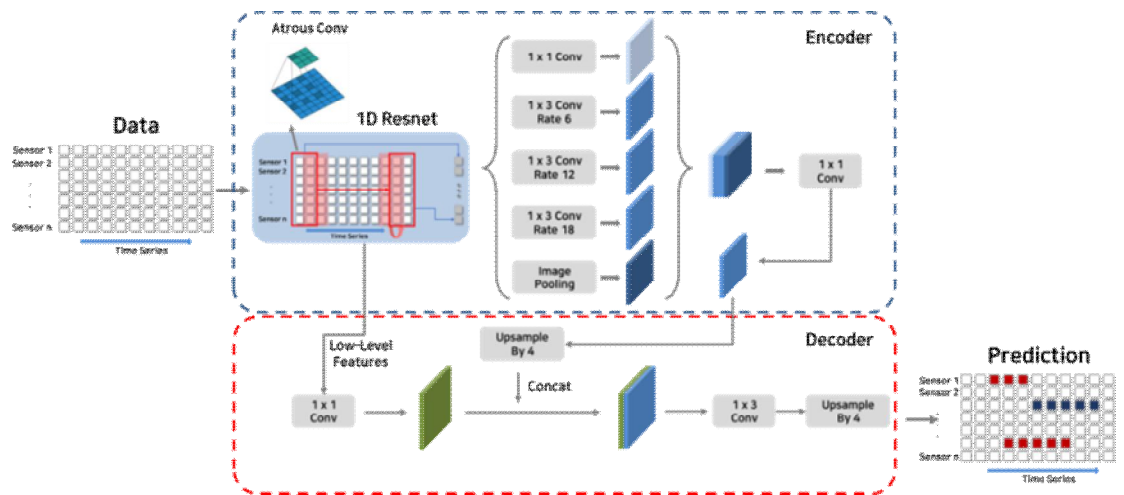 Atrous Conv
Encoder
1D Resnet
Data
Sensor 1
Sensor 2
Sensor n
Time Series
Sensor 1
Sensor 2
Sensor n
Time Series
1 x 1 Conv
1 x 3 Conv
Rate 6
1 x 3 Conv
Rate 12
1 x 3 Conv
Rate 18
Image
Pooling
1 x 1
Conv
Decoder
Low-Level
Features
Upsample
By 4
Concat
1 x 1
Conv
1 x 3
Conv
Upsample
By 4
Prediction
Sensor 1
Sensor 2
Sensor n
Time Series